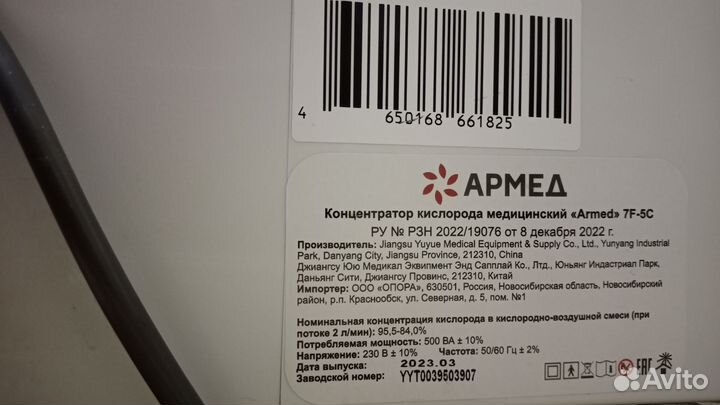 4 650168 661825
АРМЕД
Концентратор кислорода медицинский «Armed» 7F-5С
РУ № РЗН 2022/19076 от 8 декабря 2022 г.
Производитель: Jiangsu Yuyue Medical Equipment & Supply Co., Ltd., Yunyang Industrial
Park, Danyang City, Jiangsu Province, 212310, China
Джиангсу Юю Медикал Эквипмент Энд Сапплай Ко., Лтд., Юньянг Индастриал Парк,
Даньянг Сити, Джиангсу Провинс, 212310, Китай
Импортер: ООО «ОПОРА», 630501, Россия, Новосибирская область, Новосибирский
район, р.п. Краснообск, ул. Северная, д. 5, пом. №1
Номинальная концентрация кислорода в кислородно-воздушной смеси (при
потоке 2 л/мин): 95,5-84,0%
Потребляемая мощность: 500 ВА ± 10%
Напряжение: 230 В ± 10% Частота: 50/60 Гц ± 2%
Дата выпуска: 2023.03
Заводской номер: YYT0039503907
EAC
Avito